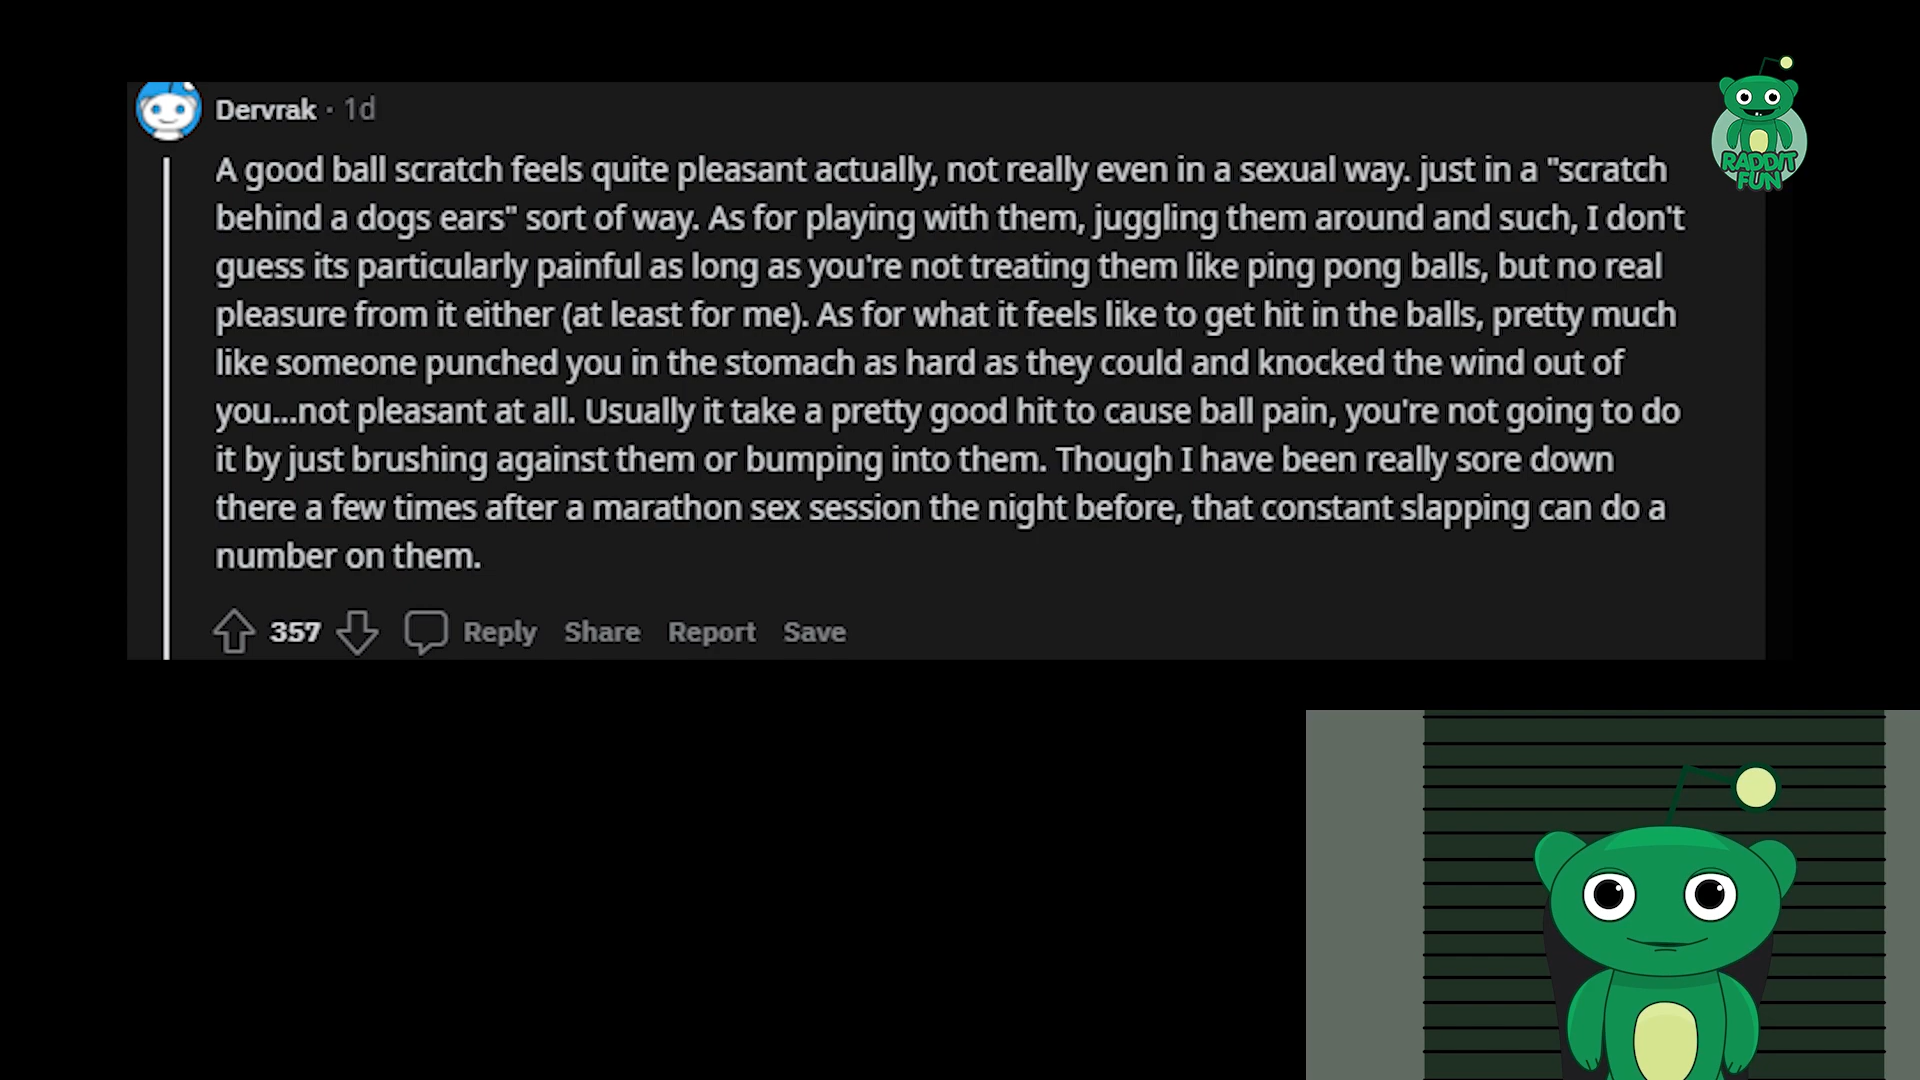 Dervrak · 1d
A good ball scratch feels quite pleasant actually, not really even in a sexual way. just in a "scratch
behind a dogs ears" sort of way. As for playing with them, juggling them around and such, I don't
guess its particularly painful as long as you're not treating them like ping pong balls, but no real
pleasure from it either (at least for me). As for what it feels like to get hit in the balls, pretty much
like someone punched you in the stomach as hard as they could and knocked the wind out of
you...not pleasant at all. Usually it take a pretty good hit to cause ball pain, you're not going to do
it by just brushing against them or bumping into them. Though I have been really sore down
there a few times after a marathon sex session the night before, that constant slapping can do a
number on them.
357 Reply Share Report Save
RADDIT
FUN